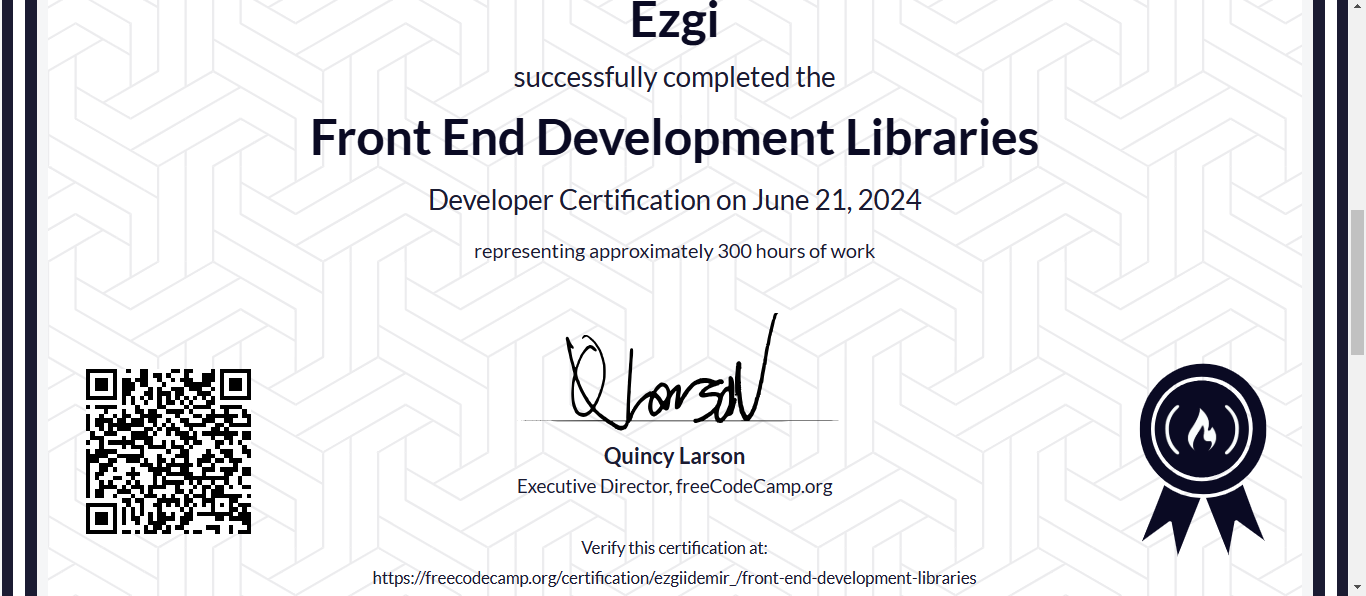 Ezgi
successfully completed the
Front End Development Libraries
Developer Certification on June 21, 2024
representing approximately 300 hours of work
Quincy Larson
Executive Director, freeCodeCamp.org
Verify this certification at:
https://freecodecamp.org/certification/ezgiidemir_/front-end-development-libraries